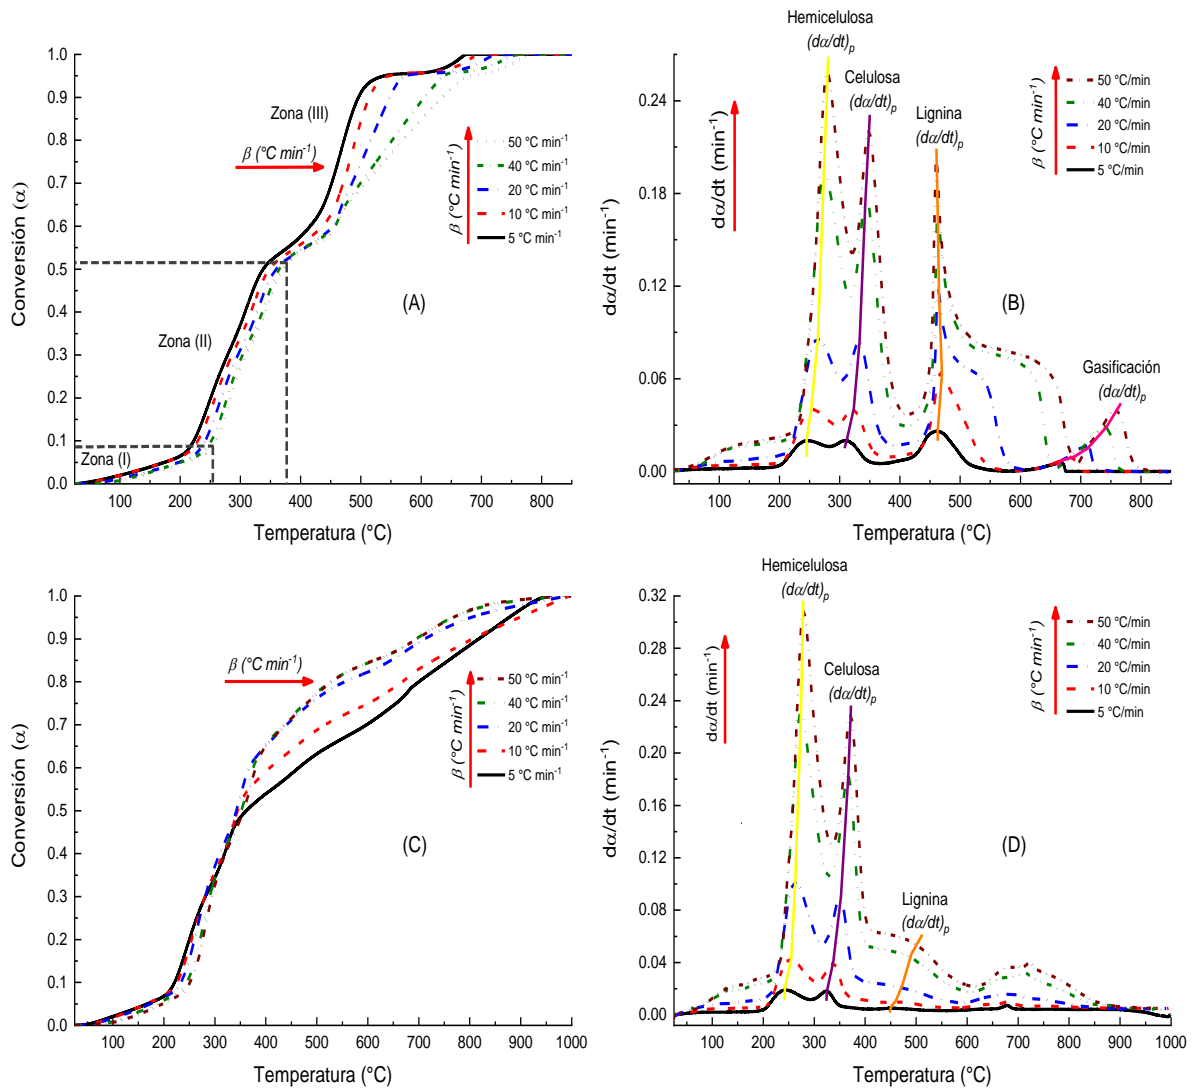 Conversión (α)
1.0
0.9
0.8
0.7
0.6
0.5
0.4
0.3
0.2
0.1
0.0
Zona (III)
β (°C min-1)
Zona (II)
Zona (I)
(A)
β (°C min-1)
50 °C min-1
40 °C min-1
20 °C min-1
10 °C min-1
5 °C min-1
100 200 300 400 500 600 700 800
Temperatura (°C)
dα/dt (min-1)
0.24
0.18
0.12
0.06
0.00
dα/dt (min-1)
Hemicelulosa
(dα/dt)p
Celulosa
(dα/dt)p
Lignina
(dα/dt)p
Gasificación
(dα/dt)p
(B)
β (°C min-1)
50 °C/min
40 °C/min
20 °C/min
10 °C/min
5 °C/min
100 200 300 400 500 600 700 800
Temperatura (°C)
Conversión (α)
1.0
0.9
0.8
0.7
0.6
0.5
0.4
0.3
0.2
0.1
0.0
β (°C min-1)
(C)
β (°C min-1)
50 °C min-1
40 °C min-1
20 °C min-1
10 °C min-1
5 °C min-1
100 200 300 400 500 600 700 800 900 1000
Temperatura (°C)
dα/dt (min-1)
0.32
0.28
0.24
0.20
0.16
0.12
0.08
0.04
0.00
dα/dt (min-1)
Hemicelulosa
(dα/dt)p
Celulosa
(dα/dt)p
Lignina
(dα/dt)p
(D)
β (°C min-1)
50 °C/min
40 °C/min
20 °C/min
10 °C/min
5 °C/min
100 200 300 400 500 600 700 800 900 1000
Temperatura (°C)